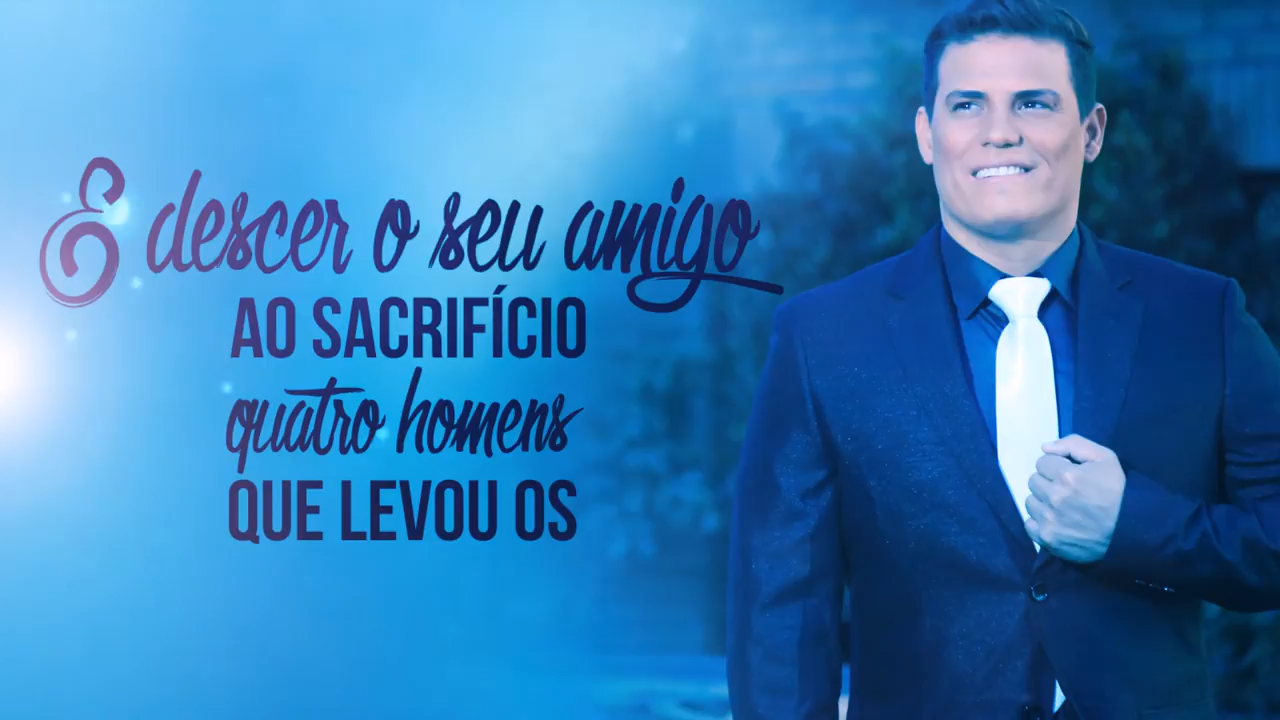 E descer o seu amigo
AO SACRIFÍCIO
quatro homens
QUE LEVOU OS